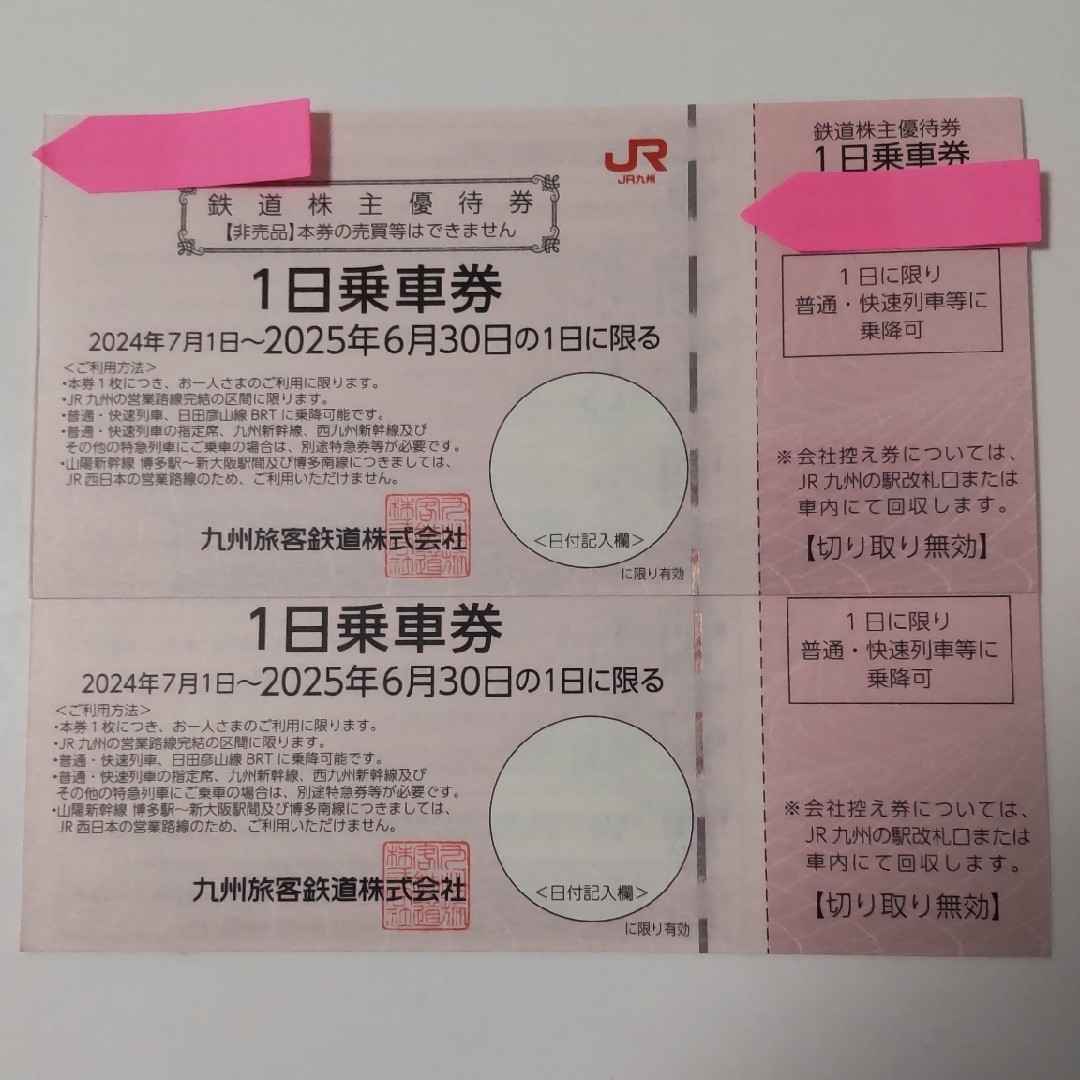 JR
JR九州
鉄道株主優待券
【非売品】本券の売買等はできません
1日乗車券
2024年7月1日～2025年6月30日の1日に限る
＜ご利用方法＞
・本券1枚につき、お一人さまのご利用に限ります。
・JR九州の営業路線完結の区間に限ります。
・普通・快速列車、日田彦山線BRTに乗降可能です。
・普通・快速列車の指定席、九州新幹線、西九州新幹線及び
その他の特急列車にご乗車の場合は、別途特急券等が必要です。
・山陽新幹線 博多駅～新大阪駅間及び博多南線につきましては、
JR西日本の営業路線のため、ご利用いただけません。
九州旅客鉄道株式会社
＜日付記入欄＞
に限り有効
鉄道株主優待券
1日乗車券
1日に限り
普通・快速列車等に
乗降可
※会社控え券については、
JR九州の駅改札口または
車内にて回収します。
【切り取り無効】
1日乗車券
2024年7月1日～2025年6月30日の1日に限る
＜ご利用方法＞
・本券1枚につき、お一人さまのご利用に限ります。
・JR九州の営業路線完結の区間に限ります。
・普通・快速列車、日田彦山線BRTに乗降可能です。
・普通・快速列車の指定席、九州新幹線、西九州新幹線及び
その他の特急列車にご乗車の場合は、別途特急券等が必要です。
・山陽新幹線 博多駅～新大阪駅間及び博多南線につきましては、
JR西日本の営業路線のため、ご利用いただけません。
九州旅客鉄道株式会社
＜日付記入欄＞
に限り有効
1日に限り
普通・快速列車等に
乗降可
※会社控え券については、
JR九州の駅改札口または
車内にて回収します。
【切り取り無効】